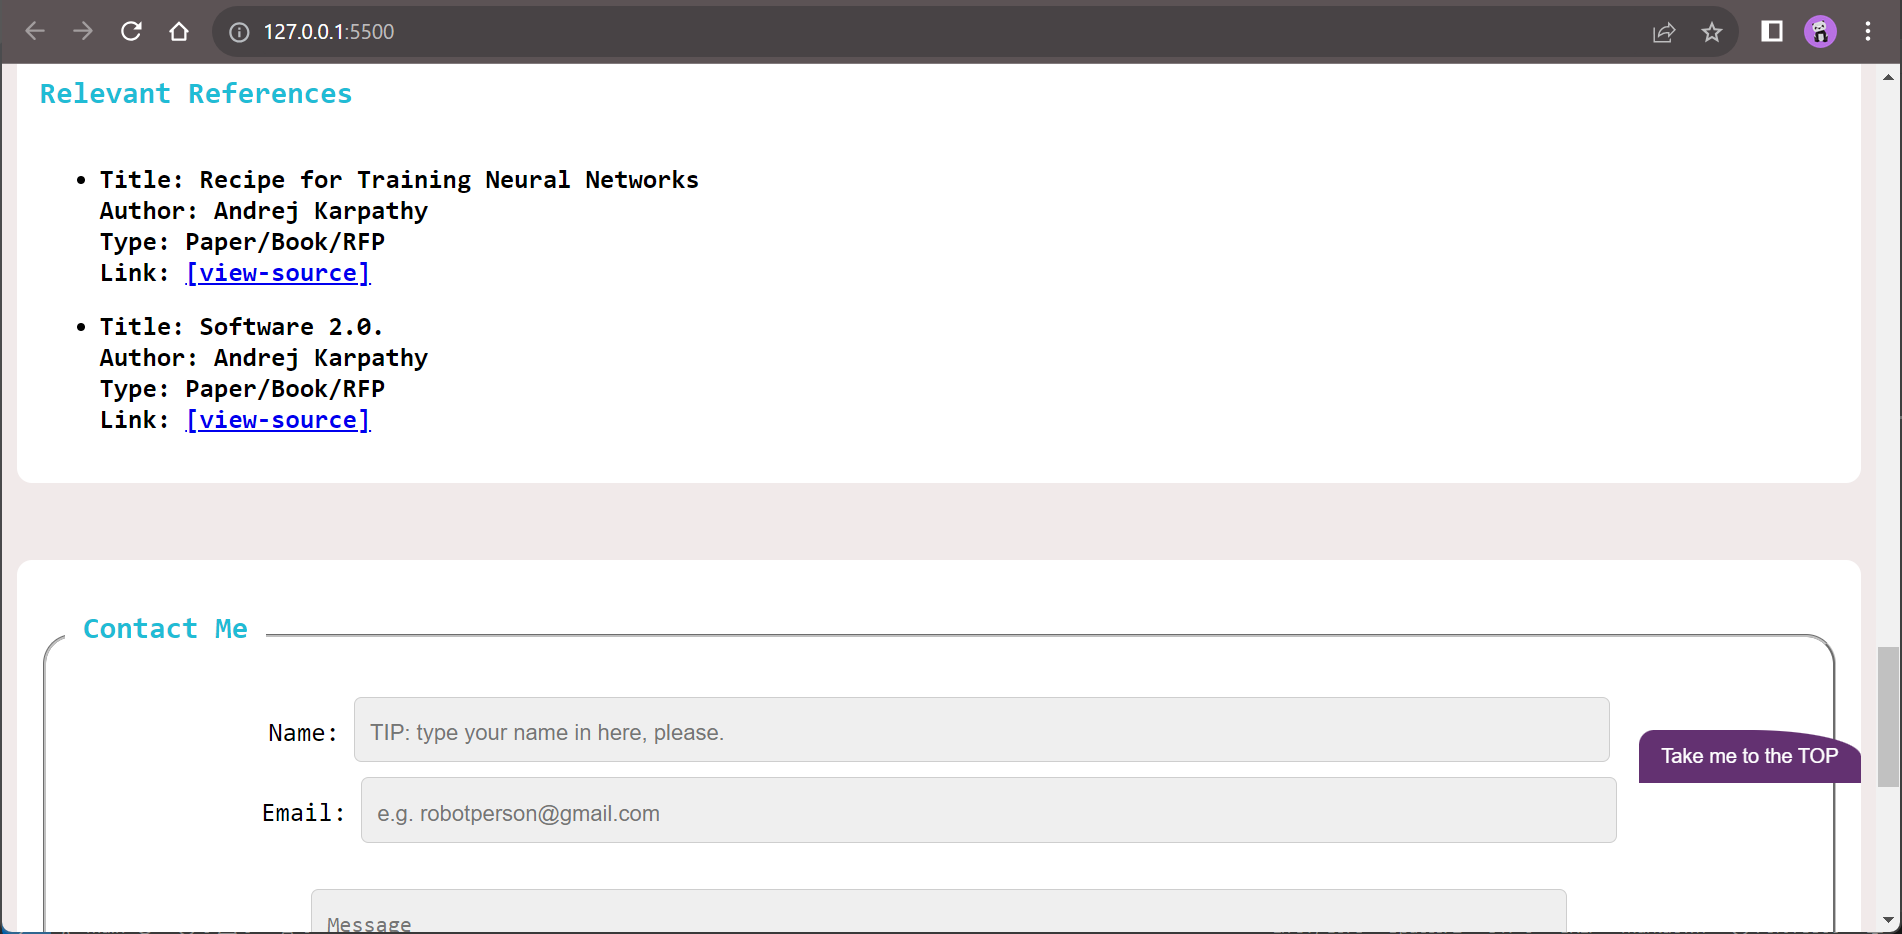 127.0.0.1:5500
Relevant References
Title: Recipe for Training Neural Networks
Author: Andrej Karpathy
Type: Paper/Book/RFP
Link: [view-source]
Title: Software 2.0.
Author: Andrej Karpathy
Type: Paper/Book/RFP
Link: [view-source]
Contact Me
Name: TIP: type your name in here, please.
Take me to the TOP
Email: e.g. robotperson@gmail.com
Message